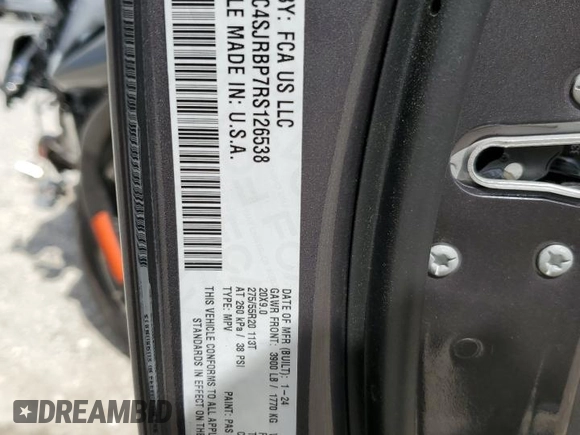 BY: FCA US LLC
C4SJRBP7RS126538
LE MADE IN: U.S.A.
DATE OF MFR (BUILT): 1-24
GAWR FRONT: 3900 LB / 1770 KG
20X9.0
275/55R20 113T
AT 260 kPa / 38 PSI
TYPE: MPV
PAINT: PAS
THIS VEHICLE CONFORMS TO ALL APPL
STANDARDS IN EFFECT ON THE
DREAMBID